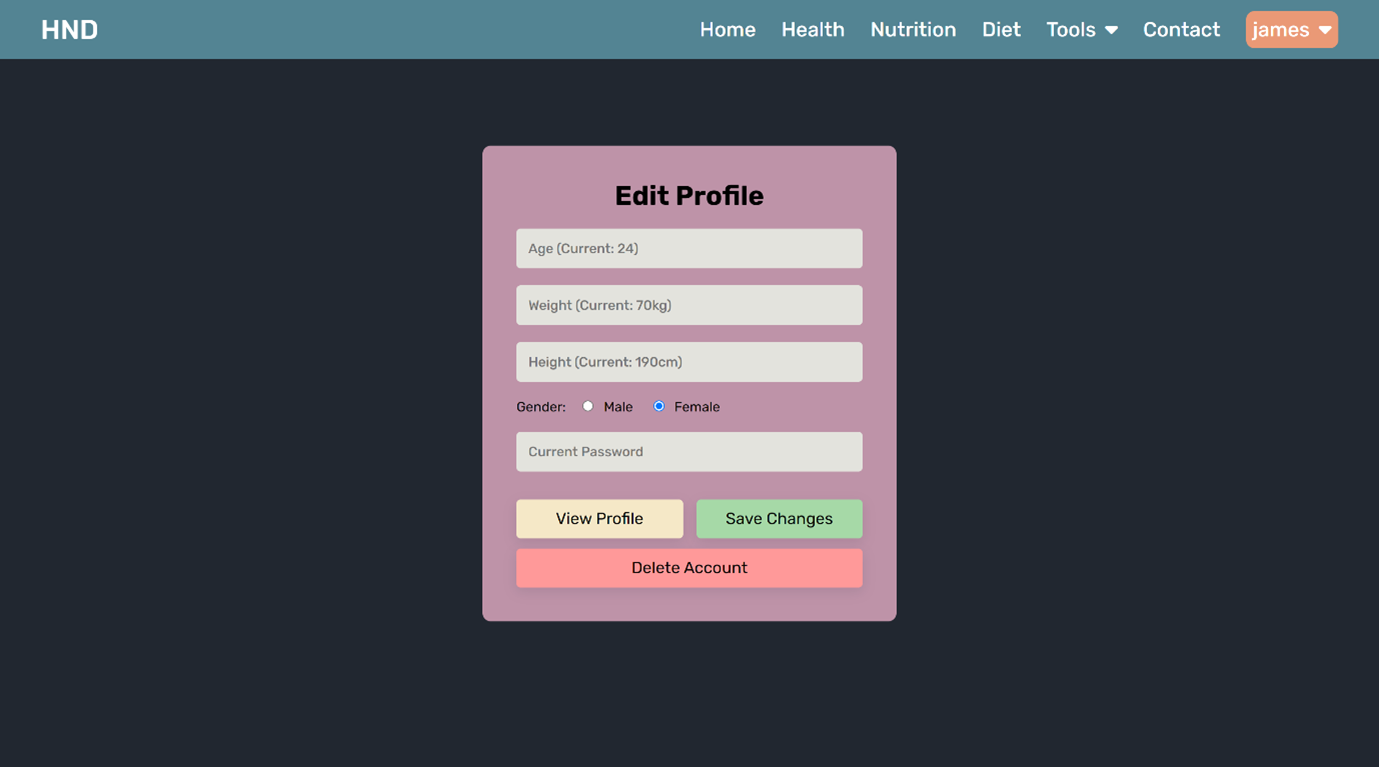 HND Home Health Nutrition Diet Tools Contact james
Edit Profile
Age (Current: 24)
Weight (Current: 70kg)
Height (Current: 190cm)
Gender: Male Female
Current Password
View Profile Save Changes
Delete Account